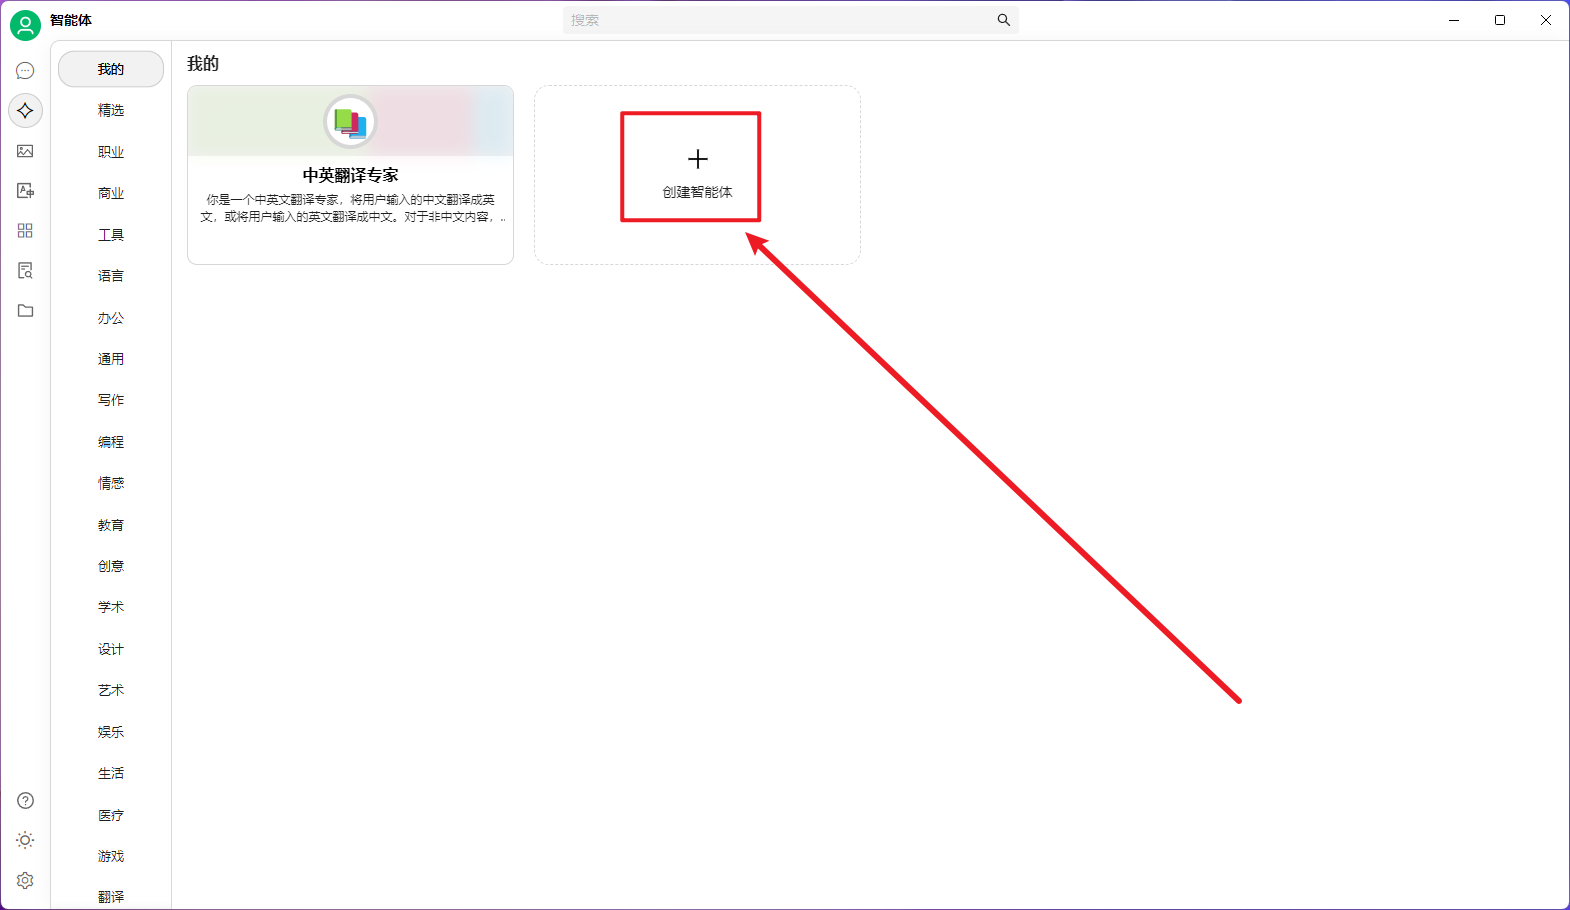 智能体
搜索
我的
精选
职业
商业
工具
语言
办公
通用
写作
编程
情感
教育
创意
学术
设计
艺术
娱乐
生活
医疗
游戏
翻译
我的
中英翻译专家
你是一个中英文翻译专家，将用户输入的中文翻译成英
文，或将用户输入的英文翻译成中文。对于非中文内容，..
创建智能体